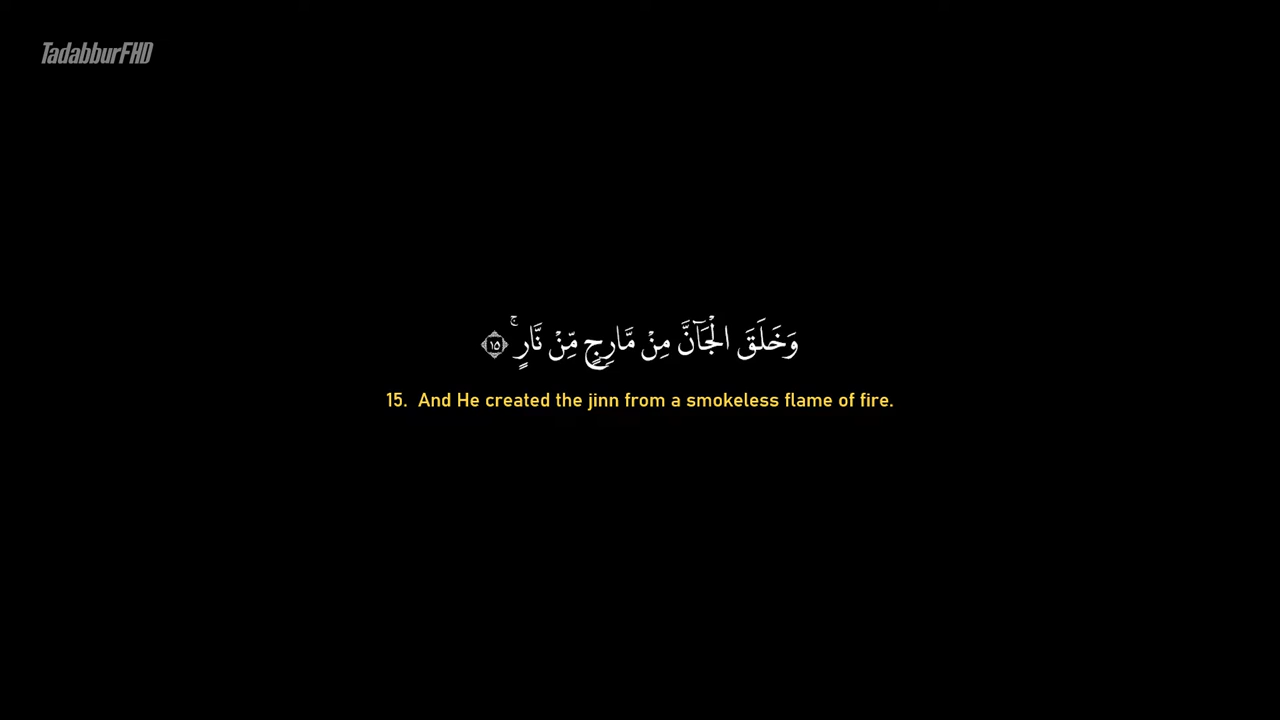 TadabburFHD
وَخَلَقَ الْجَآنَّ مِنْ مَّارِجٍ مِّنْ نَّارٍۚ ١٥
15. And He created the jinn from a smokeless flame of fire.